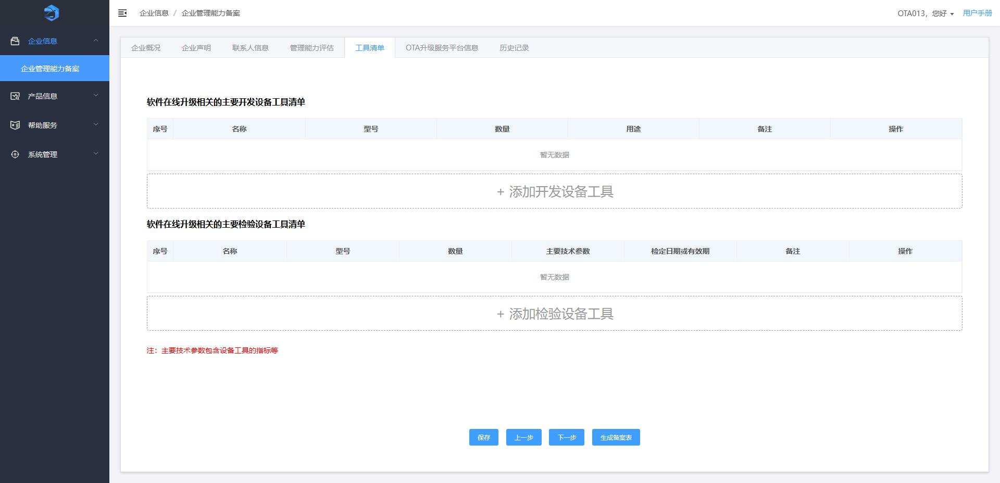 企业信息 / 企业管理能力备案
OTA013，您好 用户手册
企业信息
企业管理能力备案
产品信息
帮助服务
系统管理
企业概况 企业声明 联系人信息 管理能力评估 工具清单 OTA升级服务平台信息 历史记录
软件在线升级相关的主要开发设备工具清单
序号 名称 型号 数量 用途 备注 操作
暂无数据
+ 添加开发设备工具
软件在线升级相关的主要检验设备工具清单
序号 名称 型号 数量 主要技术参数 检定日期或有效期 备注 操作
暂无数据
+ 添加检验设备工具
注：主要技术参数包含设备工具的指标等
保存 上一步 下一步 生成备案表